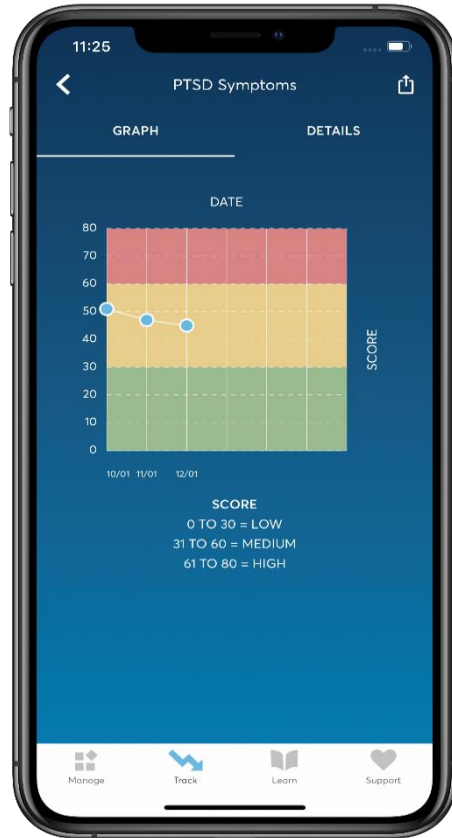 11:25
PTSD Symptoms
GRAPH DETAILS
DATE
80
70
60
50
40
30
20
10
0
SCORE
10/01 11/01 12/01
SCORE
0 TO 30 = LOW
31 TO 60 = MEDIUM
61 TO 80 = HIGH
Manage Track Learn Support